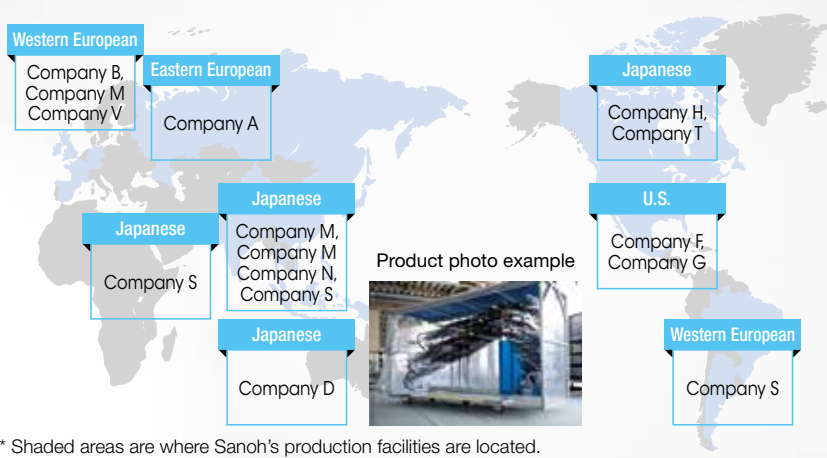 Western European
Company B,
Company M
Company V
Eastern European
Company A
Japanese
Company H,
Company T
Japanese
Company M,
Company M
Company N,
Company S
Japanese
Company S
U.S.
Company F,
Company G
Product photo example
Japanese
Company D
Western European
Company S
* Shaded areas are where Sanoh's production facilities are located.